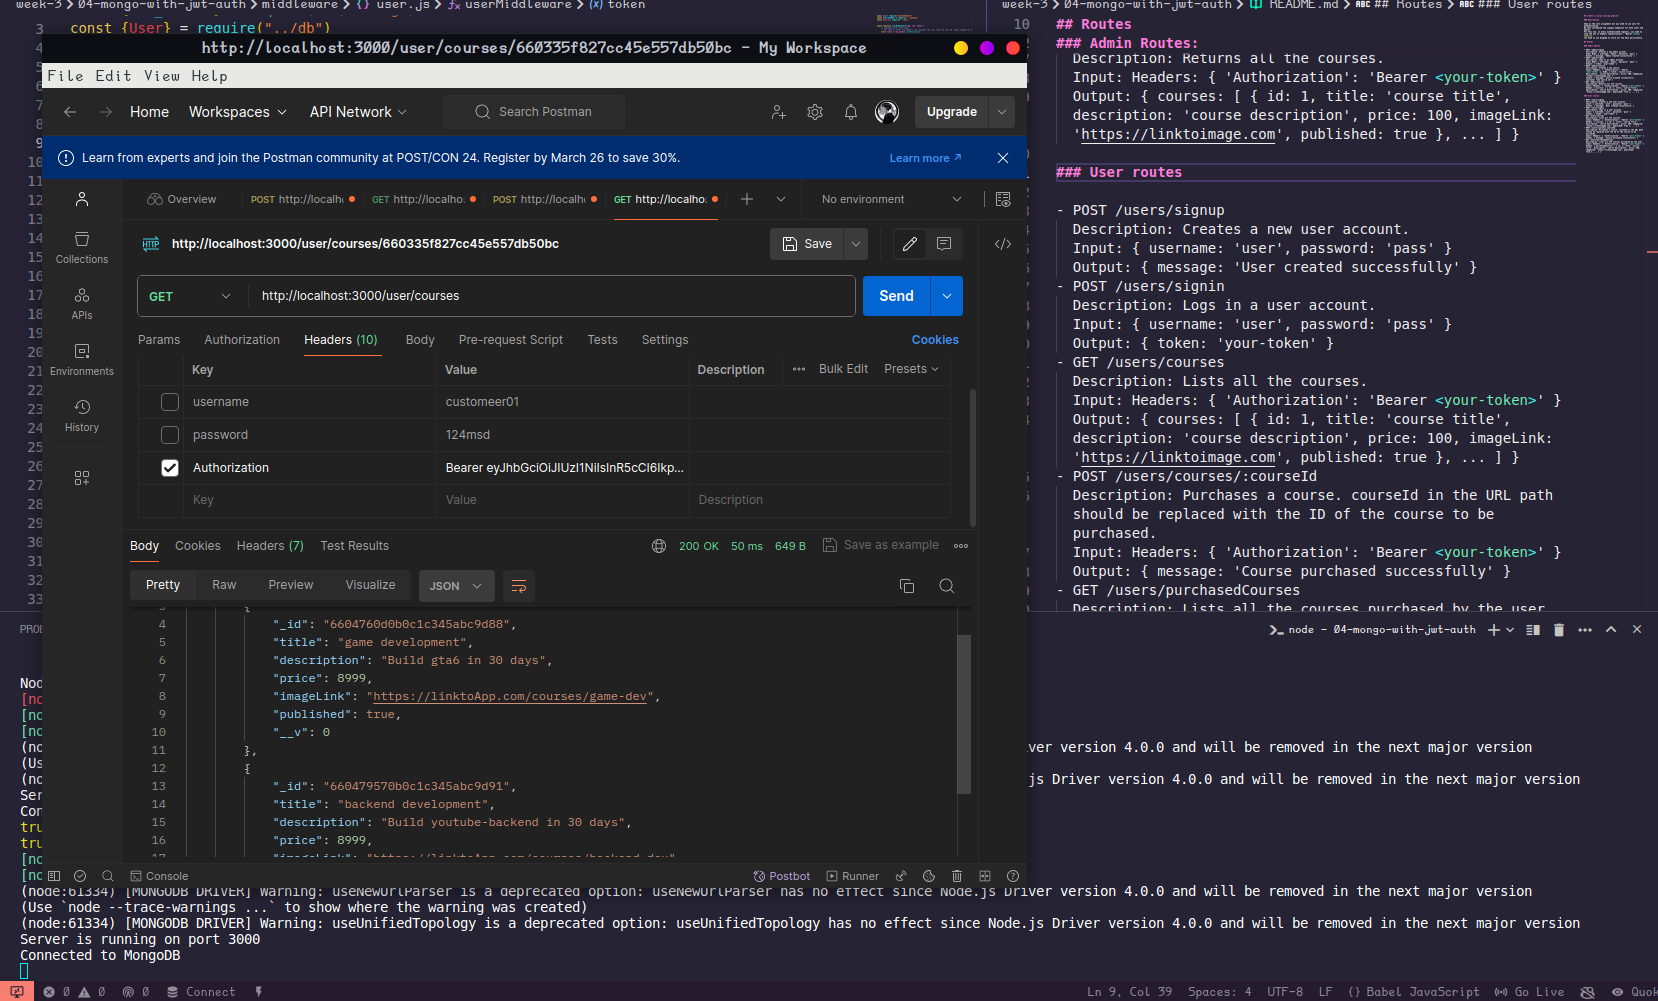 week-3 > 04-mongo-with-jwt-auth > middleware > {} user.js > userMiddleware > token
3 const {User} = require("../db")
4
http://localhost:3000/user/courses/660335f827cc45e557db50bc - My Workspace
File Edit View Help
Home Workspaces API Network Search Postman Upgrade
Learn from experts and join the Postman community at POST/CON 24. Register by March 26 to save 30%. Learn more
Overview POST http://localh GET http://localho POST http://localh GET http://localho. No environment
HTTP http://localhost:3000/user/courses/660335f827cc45e557db50bc Save
Collections
APIs
Environments
History
GET http://localhost:3000/user/courses Send
Params Authorization Headers (10) Body Pre-request Script Tests Settings Cookies
Key Value Description Bulk Edit Presets
username customeer01
password 124msd
Authorization Bearer eyJhbGciOiJIUzI1NiIsInR5cCI6Ikp...
Key Value Description
Body Cookies Headers (7) Test Results 200 OK 50 ms 649 B Save as example
Pretty Raw Preview Visualize JSON
3 {
4 "_id": "6604760d0b0c1c345abc9d88",
5 "title": "game development",
6 "description": "Build gta6 in 30 days",
7 "price": 8999,
8 "imageLink": "https://linktoApp.com/courses/game-dev",
9 "published": true,
10 "__v": 0
11 },
12 {
13 "_id": "660479570b0c1c345abc9d91",
14 "title": "backend development",
15 "description": "Build youtube-backend in 30 days",
16 "price": 8999,
17 "imageLink": "https://linktoApp.com/courses/backend-dev"
Console Postbot Runner
week-3 > 04-mongo-with-jwt-auth > README.md > ## Routes > ### User routes
10 ## Routes
### Admin Routes:
Description: Returns all the courses.
Input: Headers: { 'Authorization': 'Bearer <your-token>' }
Output: { courses: [ { id: 1, title: 'course title',
description: 'course description', price: 100, imageLink:
'https://linktoimage.com', published: true }, ... ] }
### User routes
- POST /users/signup
Description: Creates a new user account.
Input: { username: 'user', password: 'pass' }
Output: { message: 'User created successfully' }
- POST /users/signin
Description: Logs in a user account.
Input: { username: 'user', password: 'pass' }
Output: { token: 'your-token' }
- GET /users/courses
Description: Lists all the courses.
Input: Headers: { 'Authorization': 'Bearer <your-token>' }
Output: { courses: [ { id: 1, title: 'course title',
description: 'course description', price: 100, imageLink:
'https://linktoimage.com', published: true }, ... ] }
- POST /users/courses/:courseId
Description: Purchases a course. courseId in the URL path
should be replaced with the ID of the course to be
purchased.
Input: Headers: { 'Authorization': 'Bearer <your-token>' }
Output: { message: 'Course purchased successfully' }
- GET /users/purchasedCourses
Description: Lists all the courses purchased by the user
node - 04-mongo-with-jwt-auth
ver version 4.0.0 and will be removed in the next major version
js Driver version 4.0.0 and will be removed in the next major version
(node:61334) [MONGODB DRIVER] Warning: useNewUrlParser is a deprecated option: useNewUrlParser has no effect since Node.js Driver version 4.0.0 and will be removed in the next major version
(Use `node --trace-warnings ...` to show where the warning was created)
(node:61334) [MONGODB DRIVER] Warning: useUnifiedTopology is a deprecated option: useUnifiedTopology has no effect since Node.js Driver version 4.0.0 and will be removed in the next major version
Server is running on port 3000
Connected to MongoDB
0 0 0 Connect Ln 9, Col 39 Spaces: 4 UTF-8 LF {} Babel JavaScript Go Live Quok